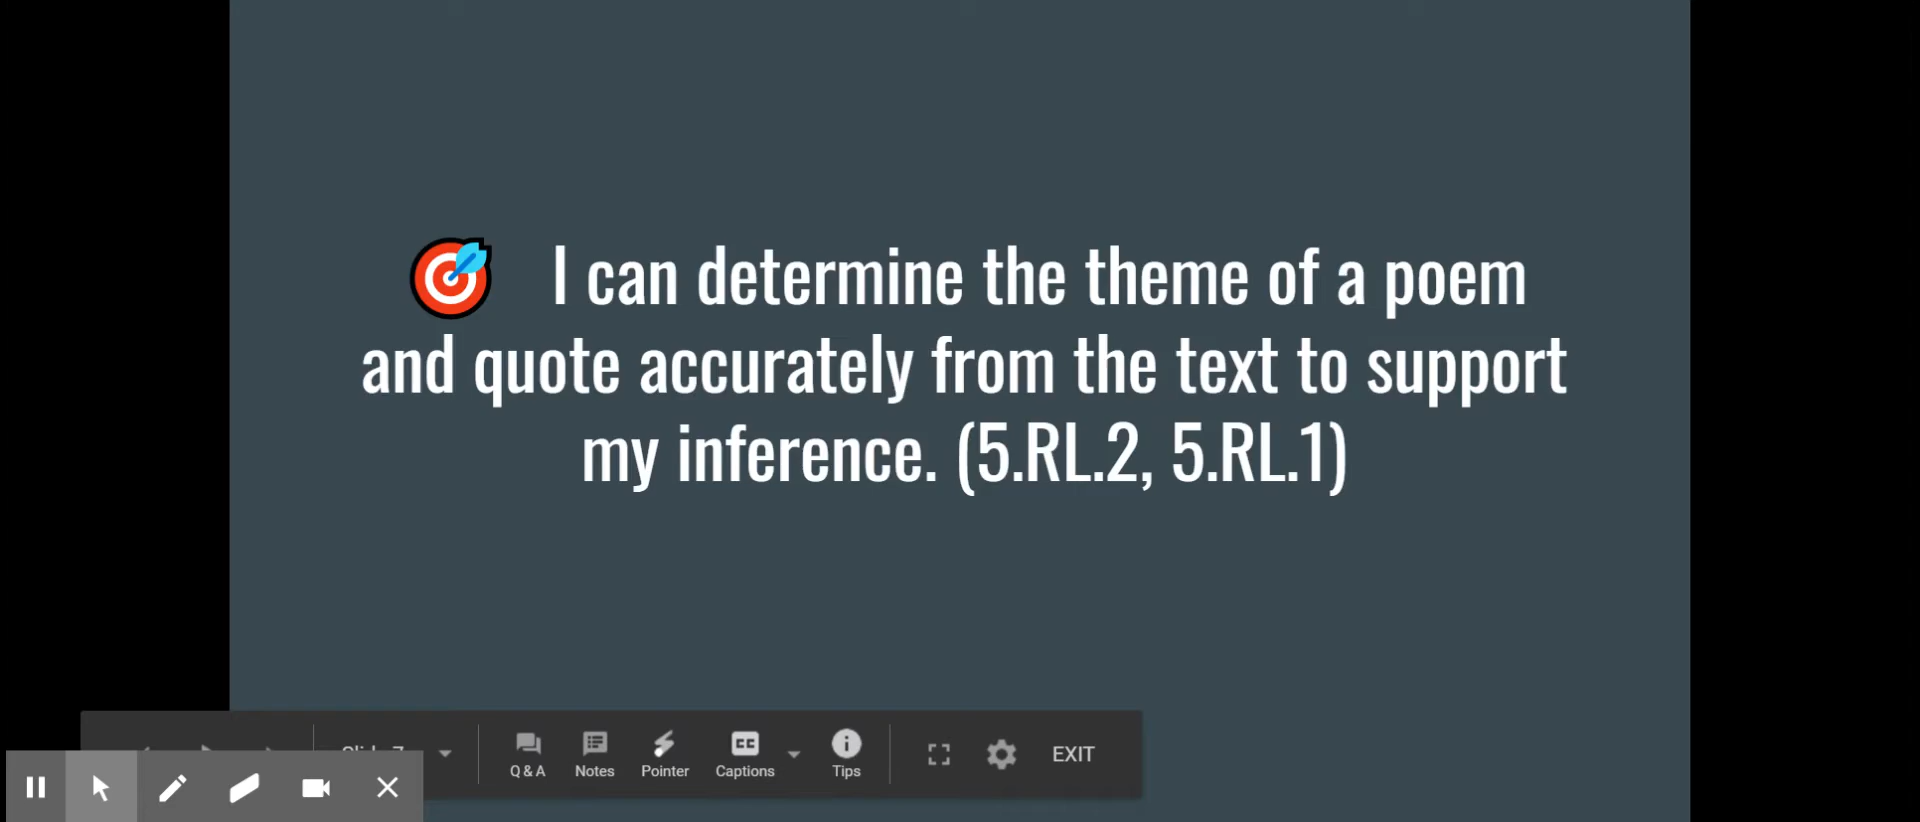 I can determine the theme of a poem
and quote accurately from the text to support
my inference. (5.RL.2, 5.RL.1)
Q & A
Notes
Pointer
CC
Captions
Tips
EXIT